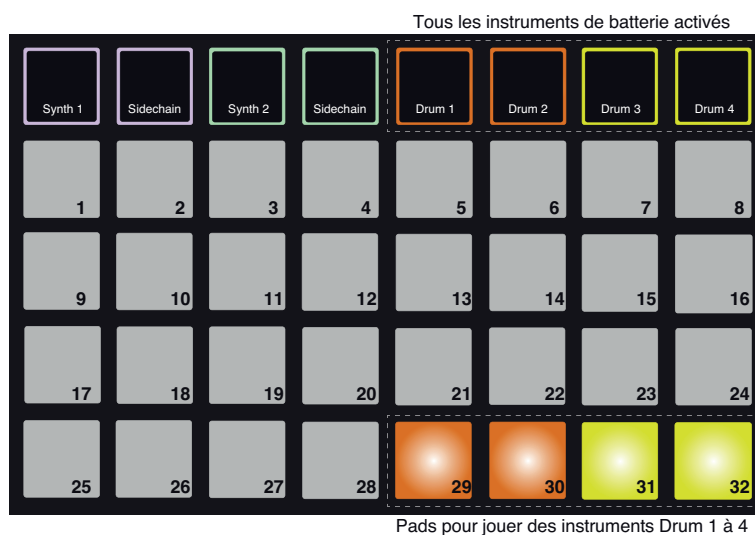 Tous les instruments de batterie activés
Synth 1 Sidechain Synth 2 Sidechain Drum 1 Drum 2 Drum 3 Drum 4
1 2 3 4 5 6 7 8
9 10 11 12 13 14 15 16
17 18 19 20 21 22 23 24
25 26 27 28 29 30 31 32
Pads pour jouer des instruments Drum 1 à 4